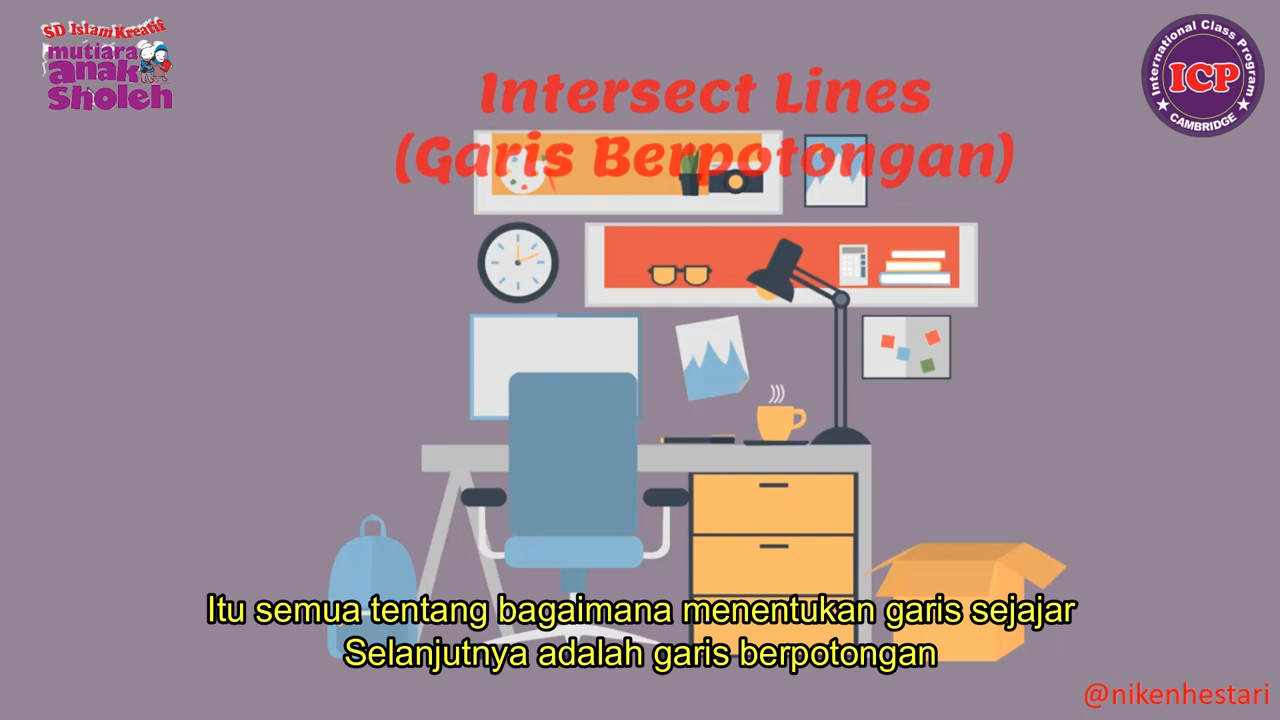 SD Islam Kreatif
mutiara
anak
sholeh
International Class Program
ICP
CAMBRIDGE
Intersect Lines
(Garis Berpotongan)
Itu semua tentang bagaimana menentukan garis sejajar
Selanjutnya adalah garis berpotongan
@nikenhestari